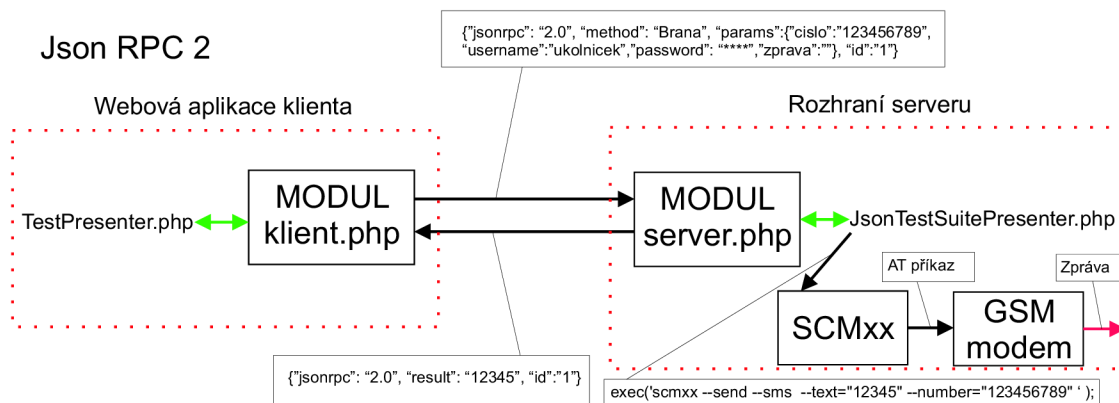 Json RPC 2
{”jsonrpc”: “2.0”, “method”: “Brana”, “params”:{”cislo”:”123456789”,
“username”:”ukolnicek”,”password”: “****”,”zprava”:””}, “id”:”1”}
Webová aplikace klienta
Rozhraní serveru
TestPresenter.php
MODUL
klient.php
MODUL
server.php
JsonTestSuitePresenter.php
AT příkaz
Zpráva
SCMxx
GSM
modem
{”jsonrpc”: “2.0”, “result”: “12345”, “id”:”1”}
exec('scmxx --send --sms  --text="12345" --number="123456789" ‘ );